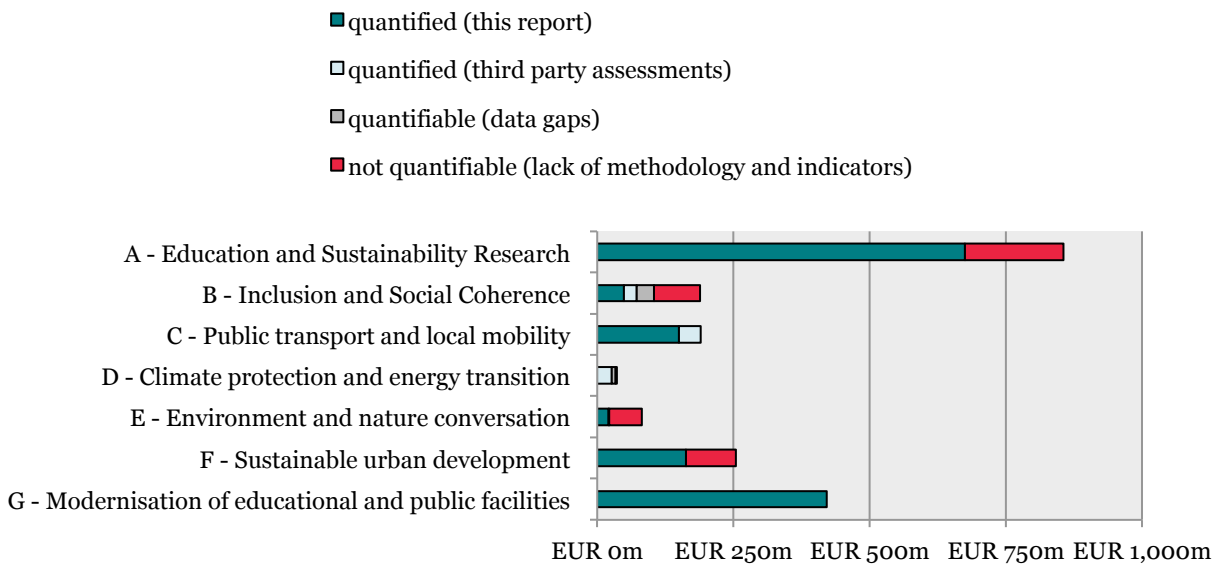 quantified (this report)
quantified (third party assessments)
quantifiable (data gaps)
not quantifiable (lack of methodology and indicators)
A - Education and Sustainability Research
B - Inclusion and Social Coherence
C - Public transport and local mobility
D - Climate protection and energy transition
E - Environment and nature conversation
F - Sustainable urban development
G - Modernisation of educational and public facilities
EUR 0m EUR 250m EUR 500m EUR 750m EUR 1,000m